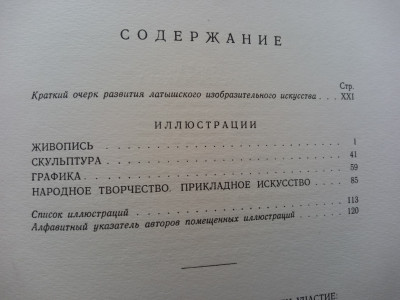 СОДЕРЖАНИЕ
Стр.
Краткий очерк развития латышского изобразительного искусства . . . XXI
ИЛЛЮСТРАЦИИ
ЖИВОПИСЬ . . . . . . . . . . . . . . . . . . . . 1
СКУЛЬПТУРА . . . . . . . . . . . . . . . . . . . 41
ГРАФИКА . . . . . . . . . . . . . . . . . . . . 59
НАРОДНОЕ ТВОРЧЕСТВО. ПРИКЛАДНОЕ ИСКУССТВО . . . . 85
Список иллюстраций . . . . . . . . . . . . . . . . 113
Алфавитный указатель авторов помещенных иллюстраций . . . . . 120
УЧАСТИЕ: